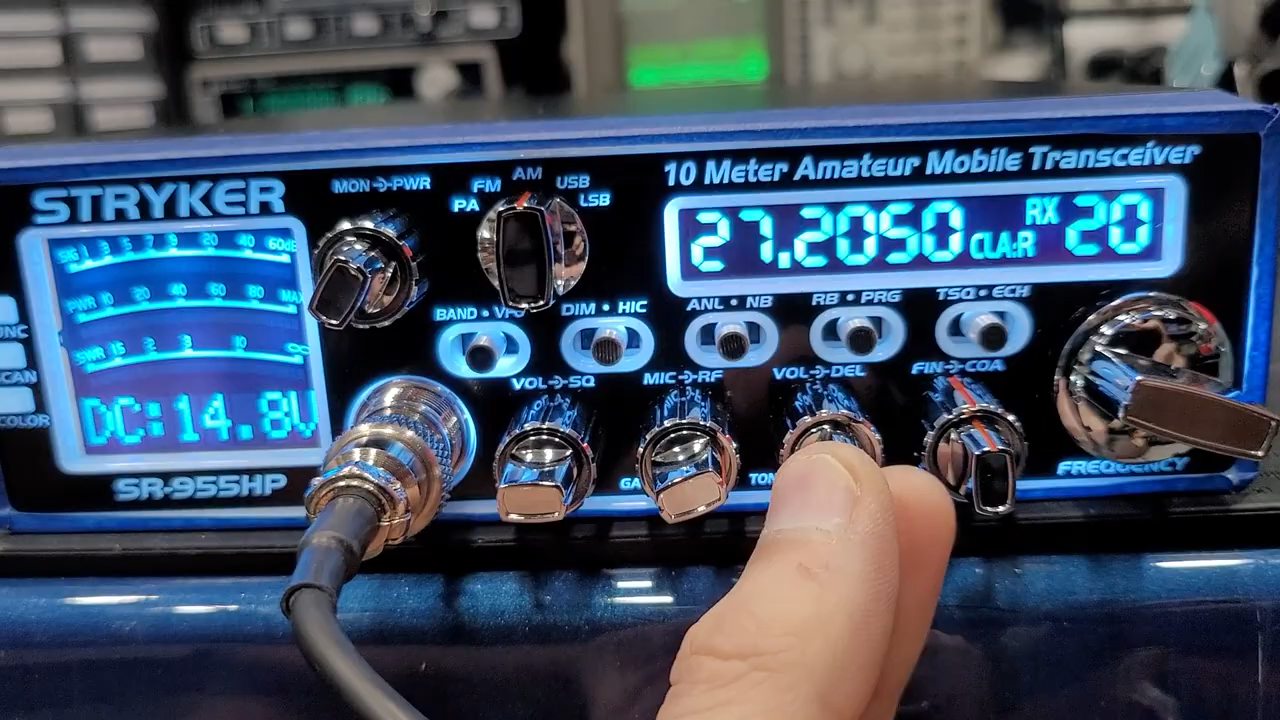 STRYKER
SIG 1 3 5 7 9 20 40 60dB
PWR 10 20 40 60 80 MAX
SWR 1.5 2 3 10 ∞
DC:14.8V
SR-955HP
SCAN
COLOR
MON PWR
PA FM AM USB LSB
10 Meter Amateur Mobile Transceiver
27.2050 CLA:R RX 20
BAND • VFO
DIM • HIC
ANL • NB
RB • PRG
TSQ • ECH
VOL SQ
MIC RF
VOL DEL
FIN COA
FREQUENCY